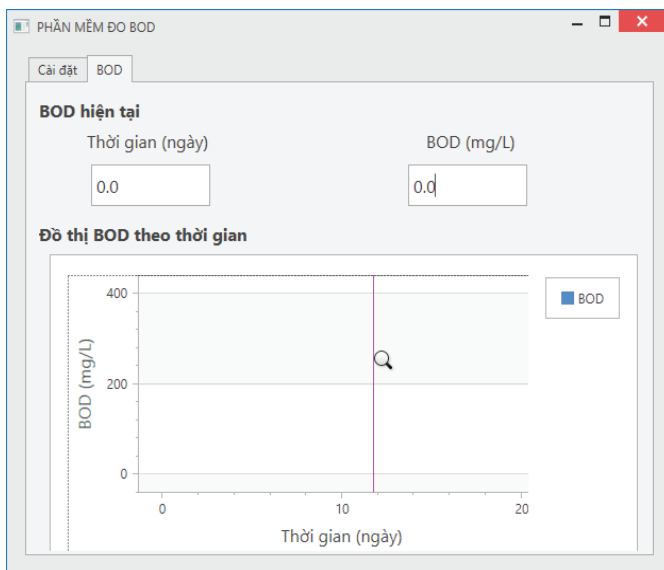 PHẦN MỀM ĐO BOD
Cài đặt BOD
BOD hiện tại
Thời gian (ngày) BOD (mg/L)
0.0 0.0
Đồ thị BOD theo thời gian
BOD
BOD (mg/L)
400
200
0
0 10 20
Thời gian (ngày)